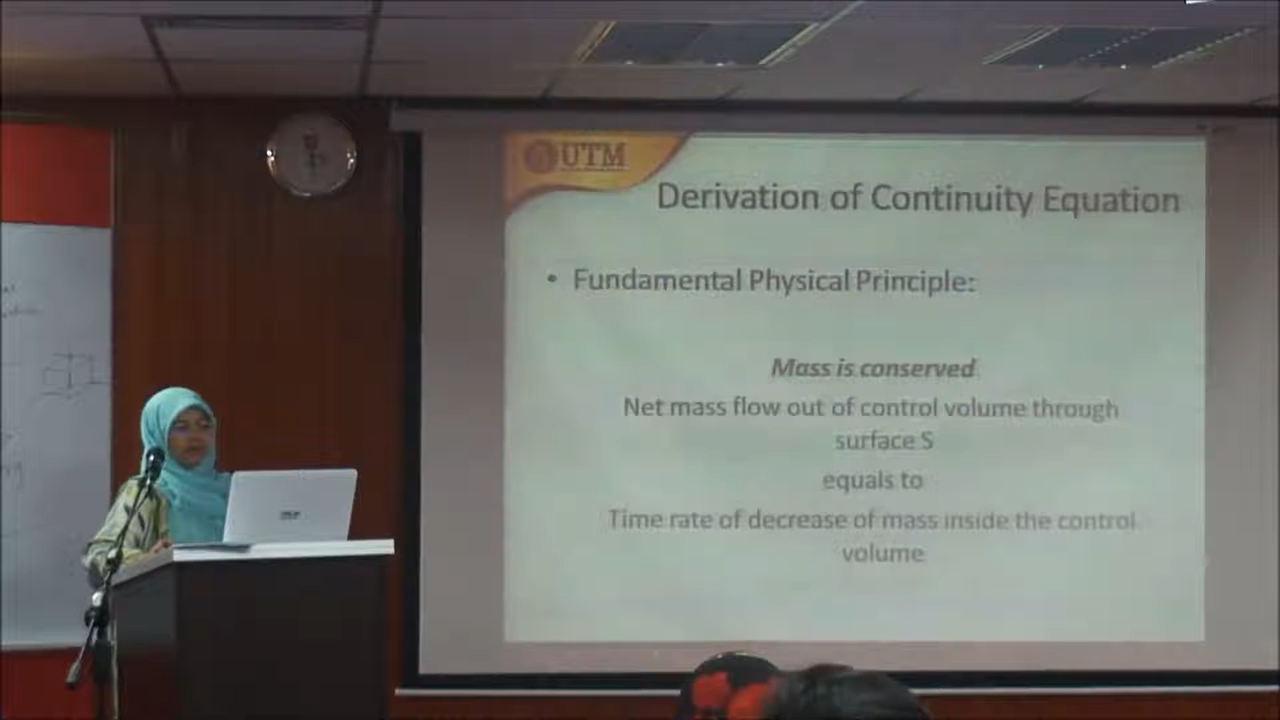 UTM
Derivation of Continuity Equation
• Fundamental Physical Principle:
Mass is conserved
Net mass flow out of control volume through
surface S
equals to
Time rate of decrease of mass inside the control
volume